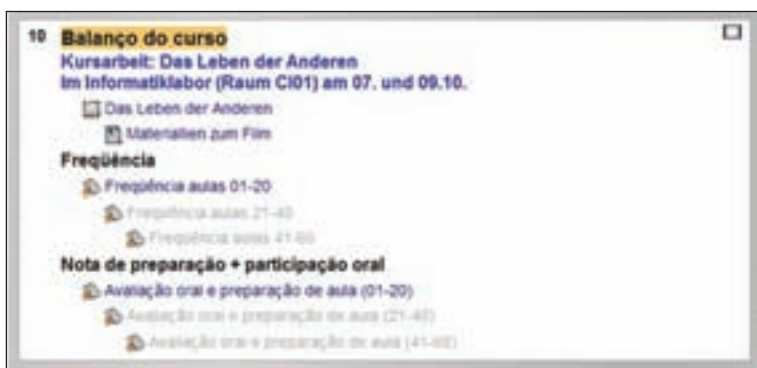 10 Balanço do curso
Kursarbeit: Das Leben der Anderen
Im Informatiklabor (Raum CI01) am 07. und 09.10.
Das Leben der Anderen
Materialien zum Film
Freqüência
Freqüência aulas 01-20
Freqüência aulas 21-40
Freqüência aulas 41-60
Nota de preparação + participação oral
Avaliação oral e preparação de aula (01-20)
Avaliação oral e preparação de aula (21-40)
Avaliação oral e preparação de aula (41-60)